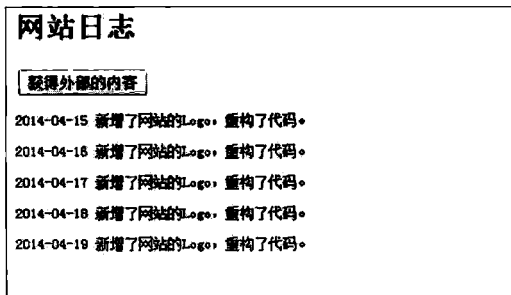 网站日志
获得外部的内容
2014-04-15 新增了网站的Logo，重构了代码。
2014-04-16 新增了网站的Logo，重构了代码。
2014-04-17 新增了网站的Logo，重构了代码。
2014-04-18 新增了网站的Logo，重构了代码。
2014-04-19 新增了网站的Logo，重构了代码。